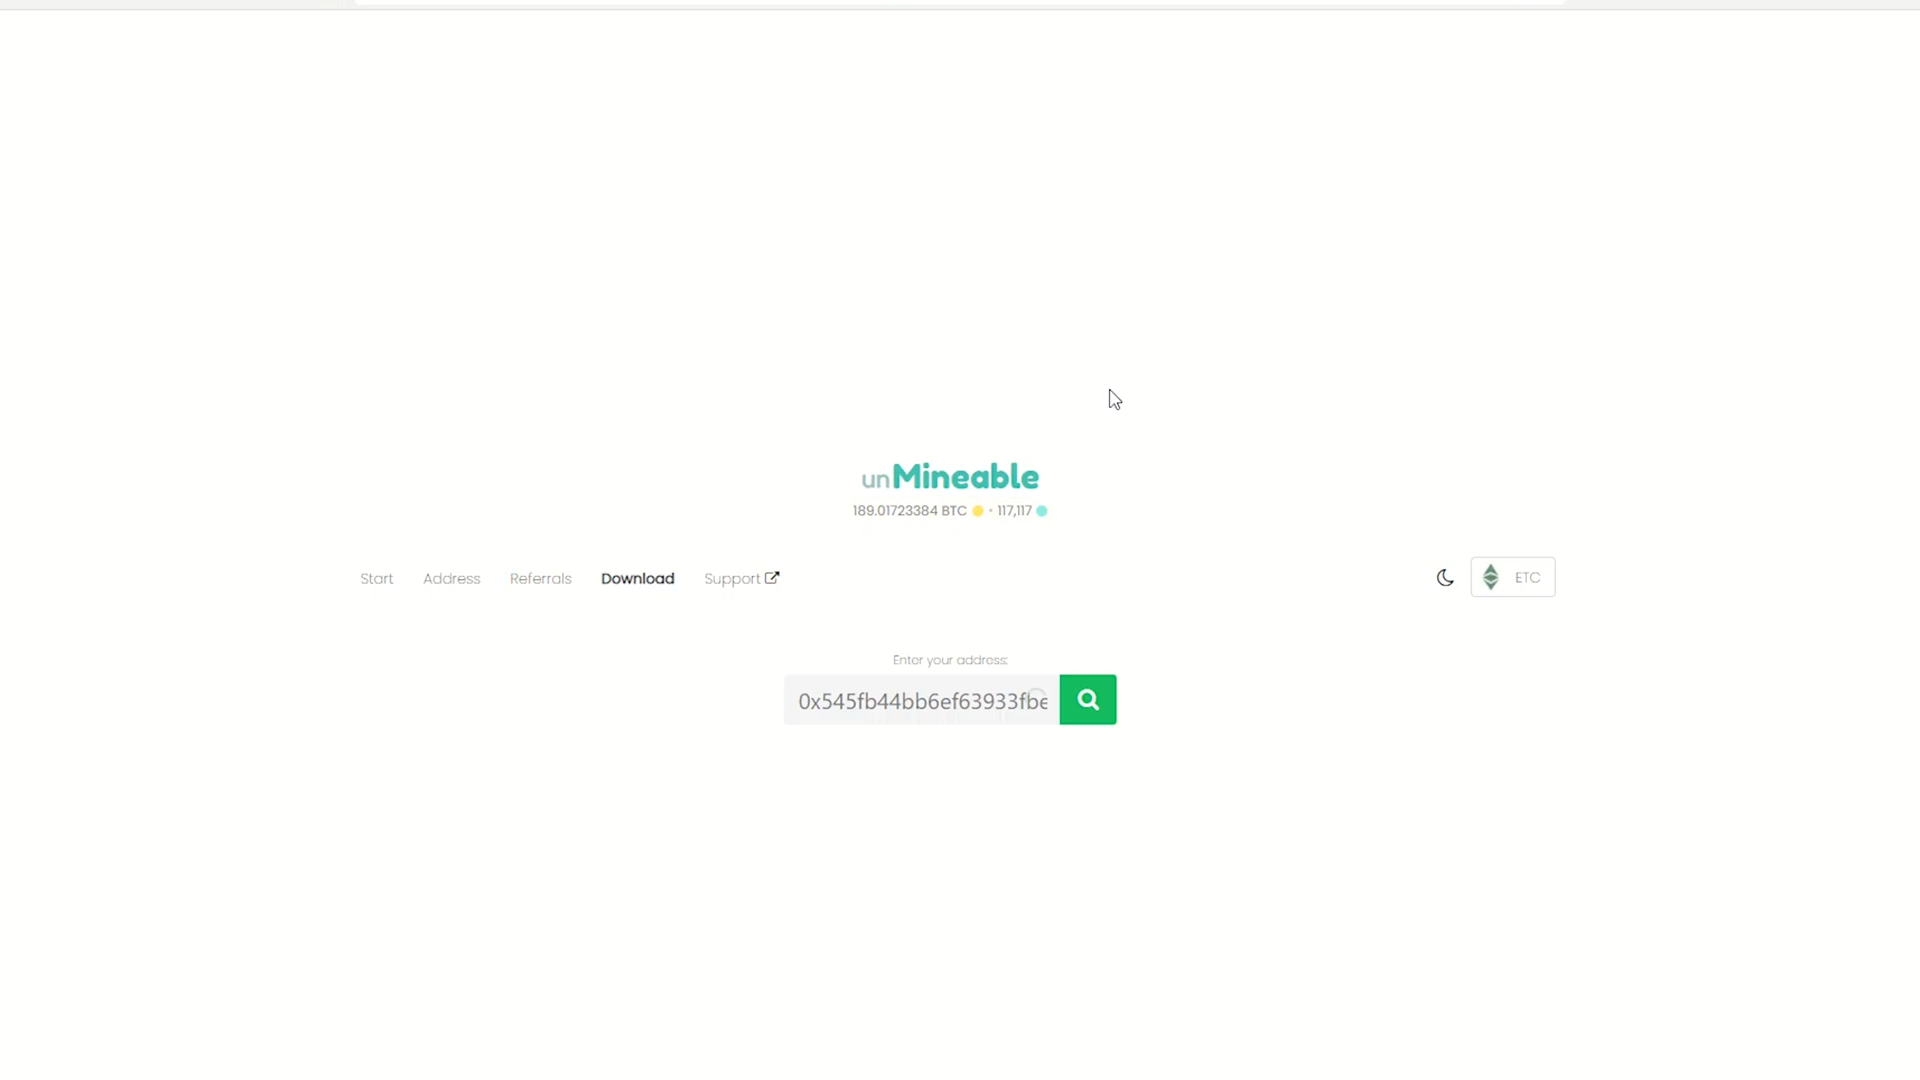 unMineable
189.01723384 BTC • 117,117
Start Address Referrals Download Support ETC
Enter your address:
0x545fb44bb6ef63933fbe